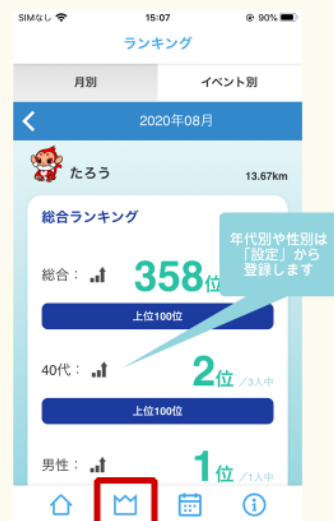 SIMなし 15:07 90%
ランキング
月別 イベント別
2020年08月
たろう 13.67km
総合ランキング
年代別や性別は
「設定」から
登録します
総合： 358位
上位100位
40代： 2位 ／3人中
上位100位
男性： 1位 ／1人中